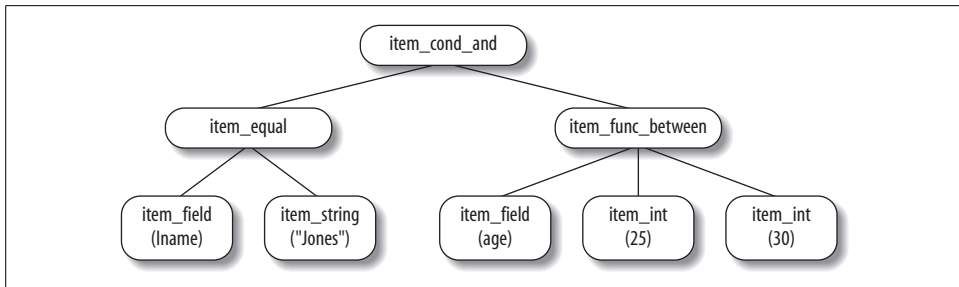 item_cond_and
item_equal
item_func_between
item_field
(lname)
item_string
("Jones")
item_field
(age)
item_int
(25)
item_int
(30)